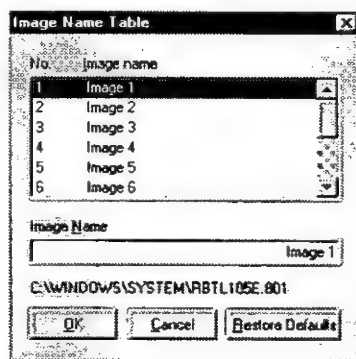 Image Name Table
No. Image name
1 Image 1
2 Image 2
3 Image 3
4 Image 4
5 Image 5
6 Image 6
Image Name
Image 1
C:\WINDOWS\SYSTEM\RBTL105E.801
OK Cancel Restore Defaults